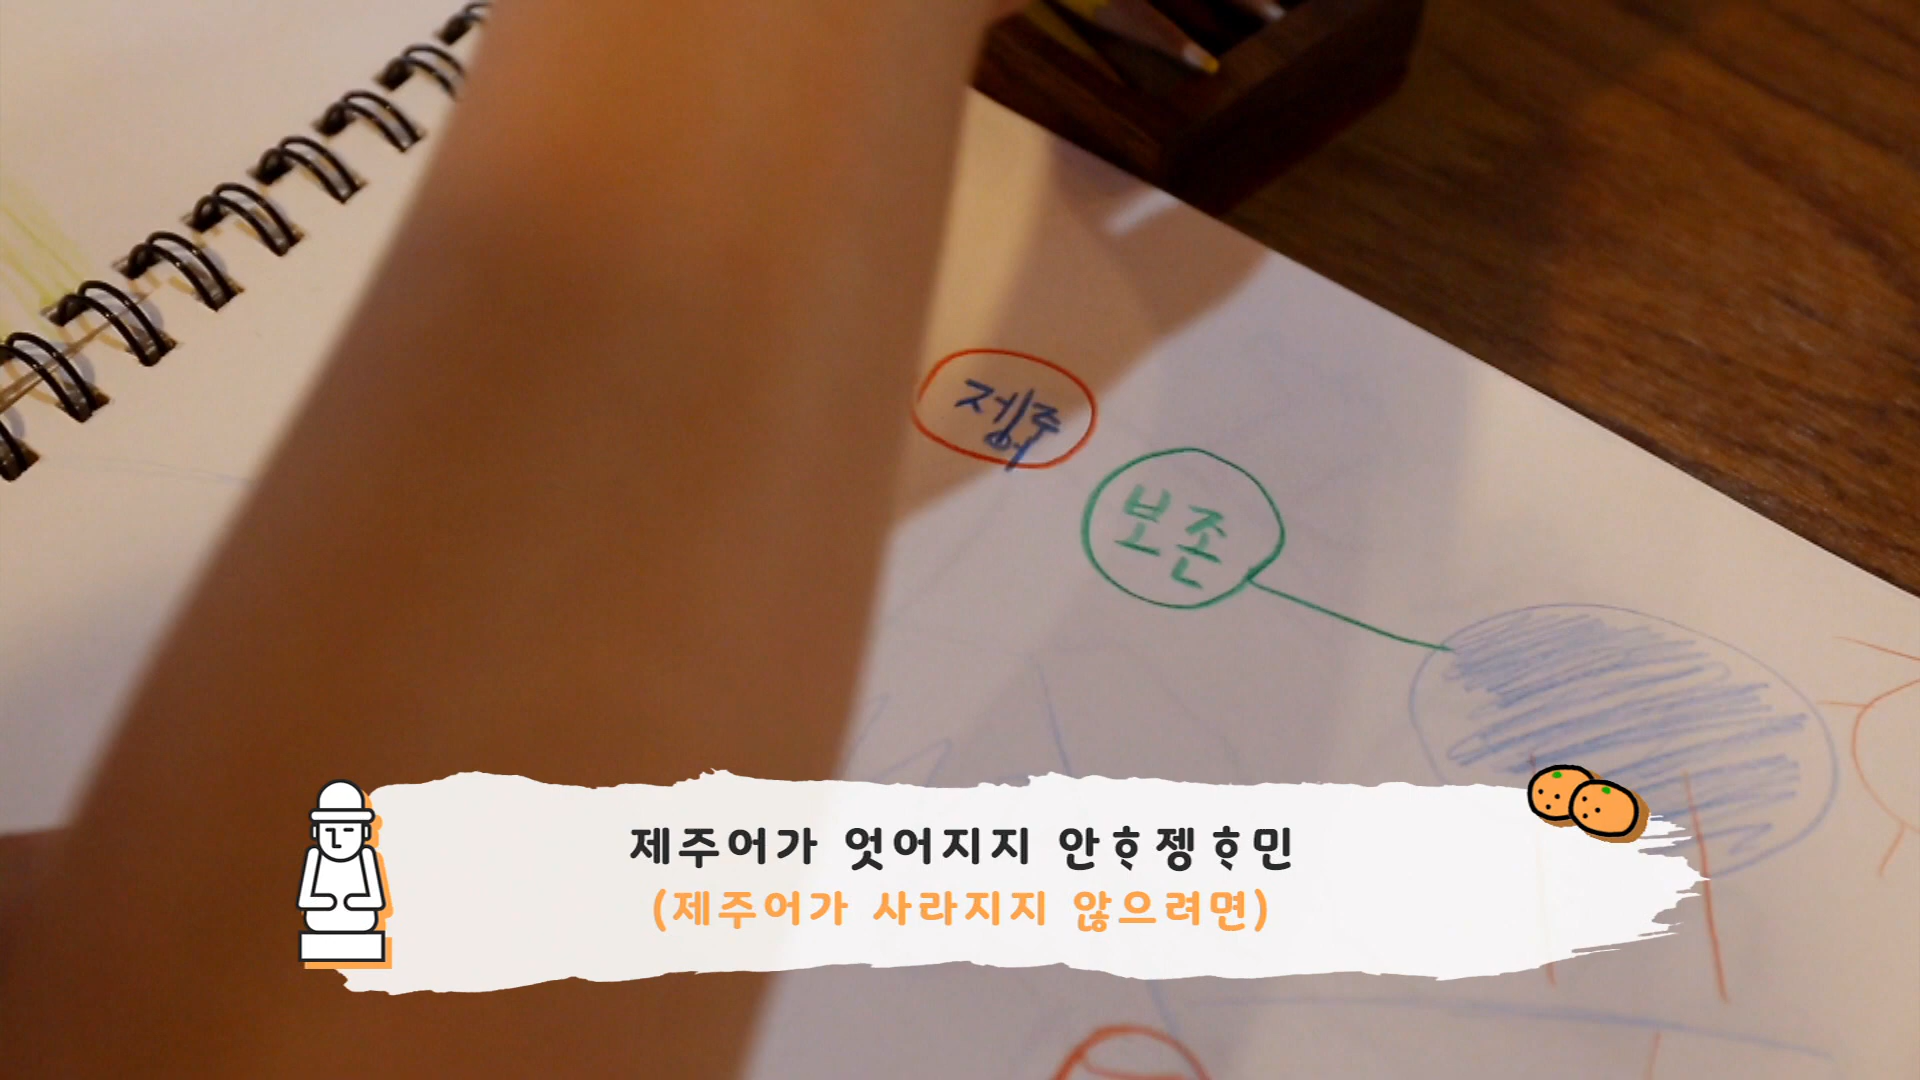 제주
어
보존
제주어가 엇어지지 안ᄒᆞ젱 ᄒᆞ민
(제주어가 사라지지 않으려면)